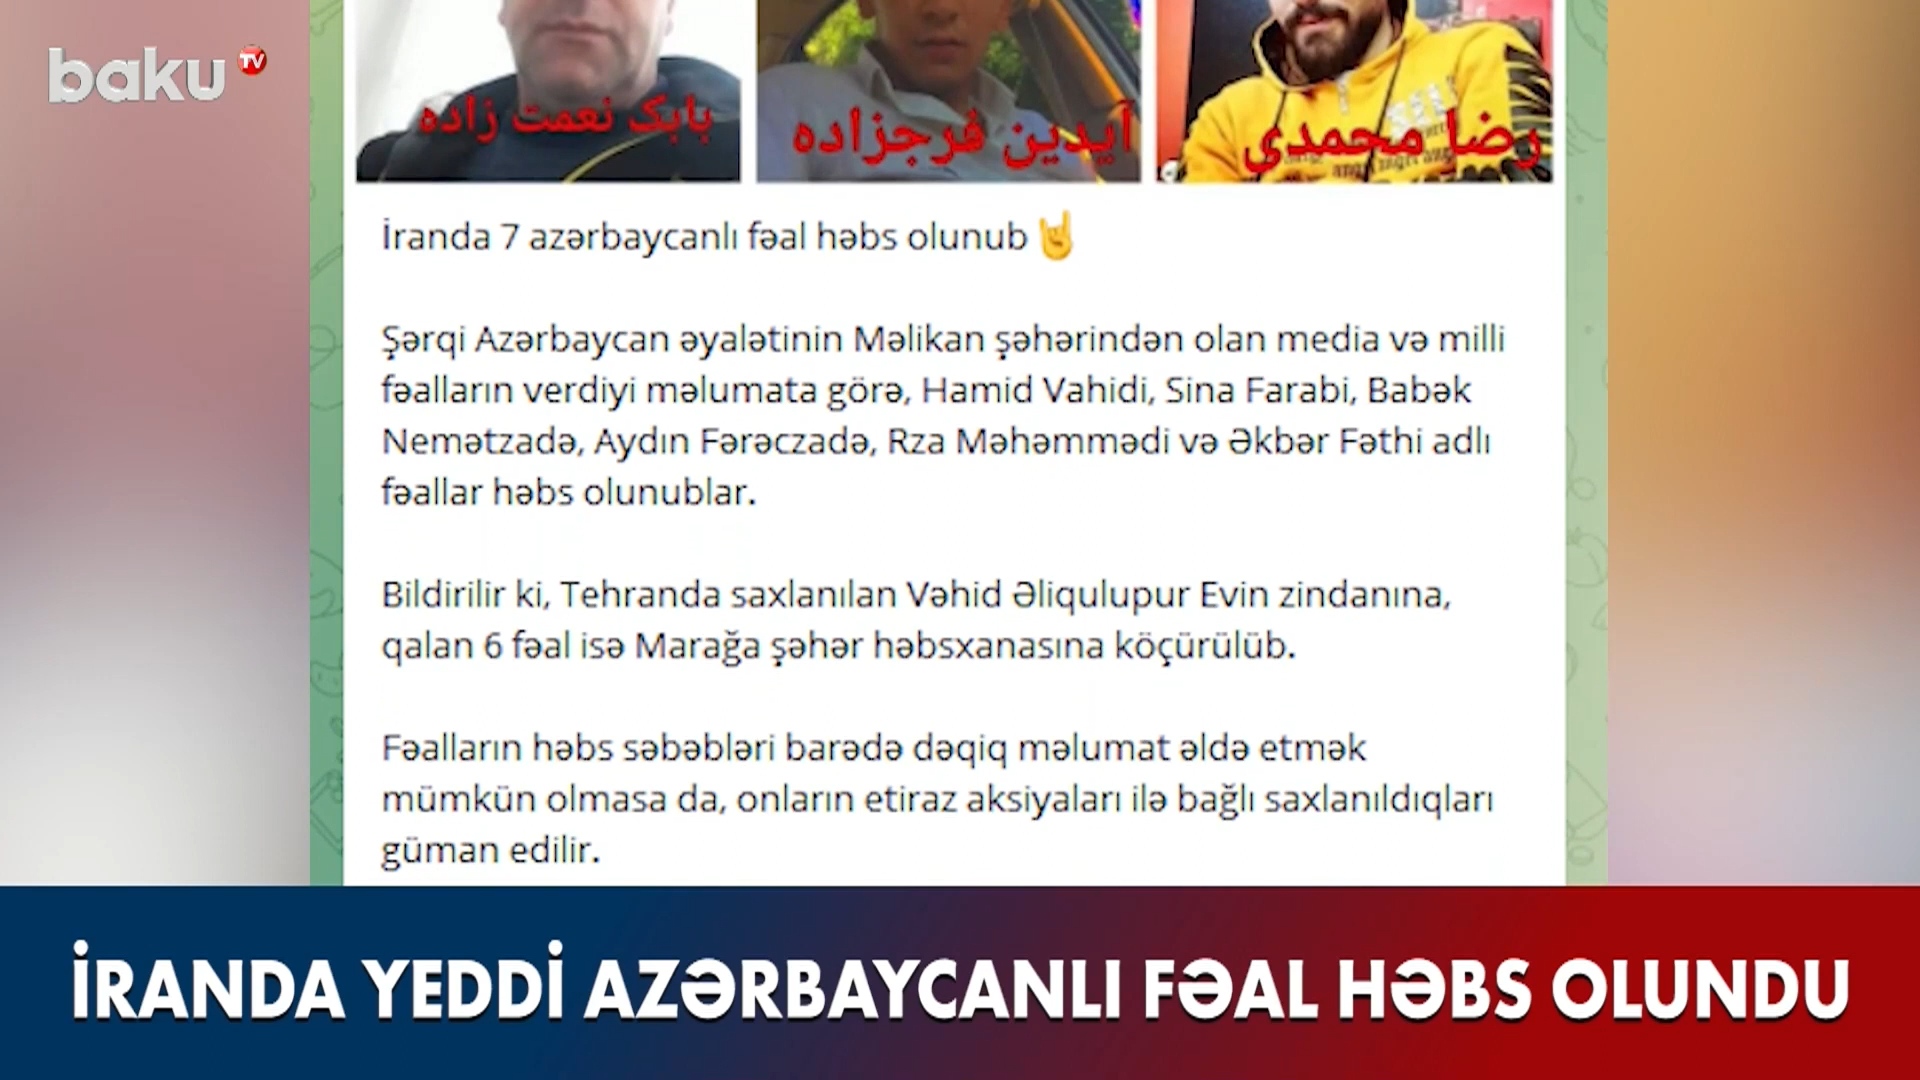 baku TV
بابک نعمت زاده
آیدین فرجزاده
رضا محمدی
İranda 7 azərbaycanlı fəal həbs olunub🤘
Şərqi Azərbaycan əyalətinin Məlikan şəhərindən olan media və milli
fəalların verdiyi məlumata görə, Hamid Vahidi, Sina Farabi, Babək
Nemətzadə, Aydın Fərəczadə, Rza Məhəmmədi və Əkbər Fəthi adlı
fəallar həbs olunublar.
Bildirilir ki, Tehranda saxlanılan Vəhid Əliqulupur Evin zindanına,
qalan 6 fəal isə Marağa şəhər həbsxanasına köçürülüb.
Fəalların həbs səbəbləri barədə dəqiq məlumat əldə etmək
mümkün olmasa da, onların etiraz aksiyaları ilə bağlı saxlanıldıqları
güman edilir.
İRANDA YEDDİ AZƏRBAYCANLI FƏAL HƏBS OLUNDU